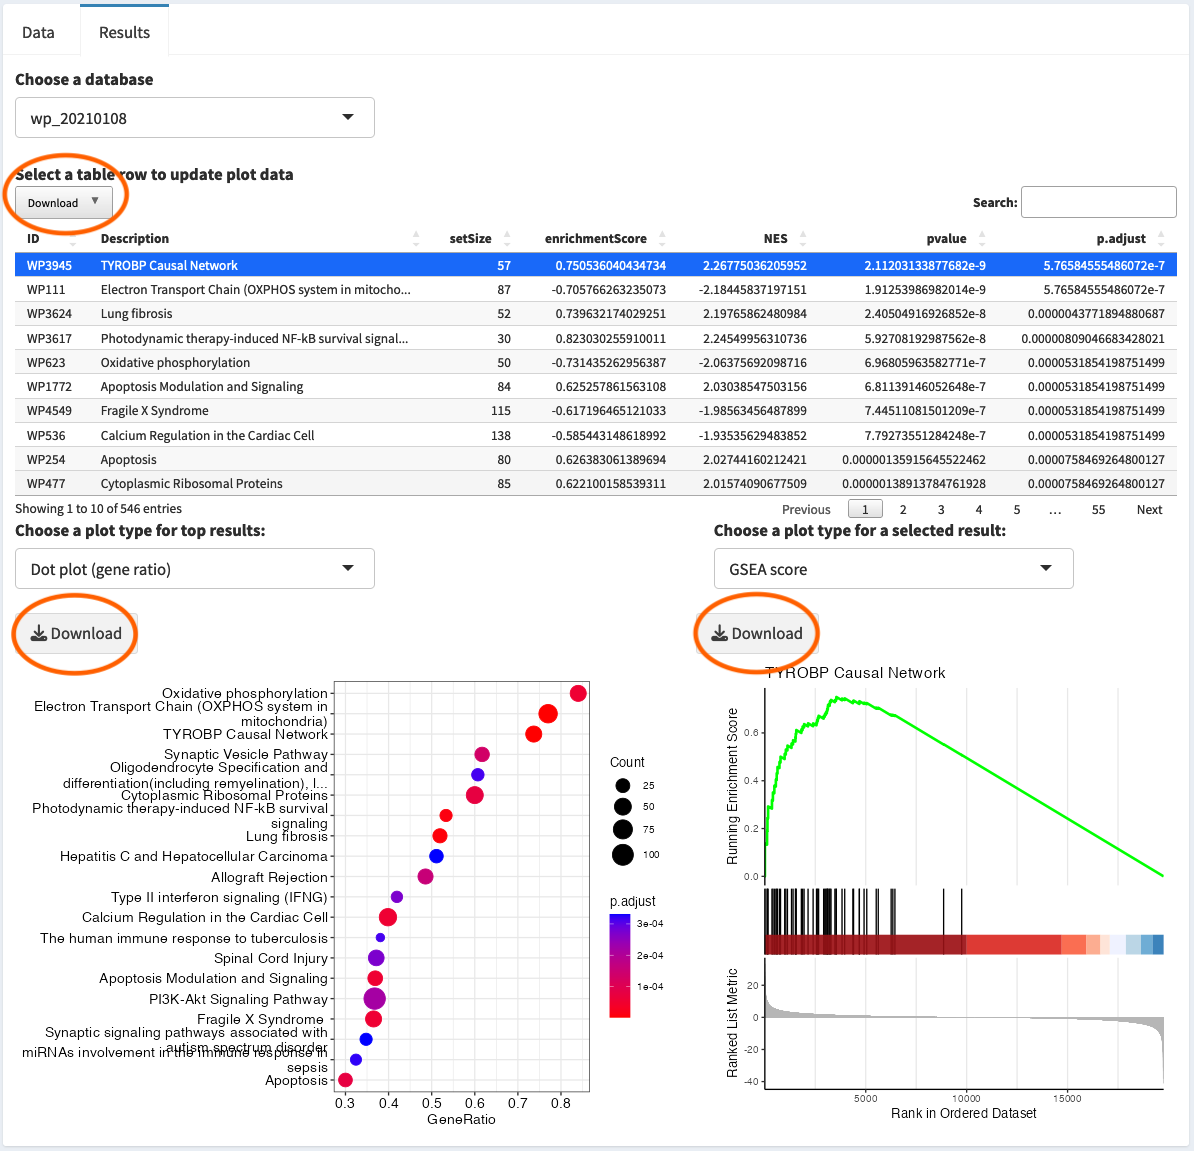 Data Results
Choose a database
wp_20210108
Select a table row to update plot data
Download ▼ Search:
ID Description setSize enrichmentScore NES pvalue p.adjust
WP3945 TYROBP Causal Network 57 0.750536040434734 2.26775036205952 2.11203133877682e-9 5.76584555486072e-7
WP111 Electron Transport Chain (OXPHOS system in mitocho... 87 -0.705766263235073 -2.18445837197151 1.91253986982014e-9 5.76584555486072e-7
WP3624 Lung fibrosis 52 0.739632174029251 2.19765862480984 2.40504916926852e-8 0.0000043771894880687
WP3617 Photodynamic therapy-induced NF-kB survival signal... 30 0.823030255910011 2.24549956310736 5.92708192987562e-8 0.00000809046683428021
WP623 Oxidative phosphorylation 50 -0.731435262956387 -2.06375692098716 6.96805963582771e-7 0.0000531854198751499
WP1772 Apoptosis Modulation and Signaling 84 0.625257861563108 2.03038547503156 6.81139146052648e-7 0.0000531854198751499
WP4549 Fragile X Syndrome 115 -0.617196465121033 -1.98563456487899 7.44511081501209e-7 0.0000531854198751499
WP536 Calcium Regulation in the Cardiac Cell 138 -0.585443148618992 -1.93535629483852 7.79273551284248e-7 0.0000531854198751499
WP254 Apoptosis 80 0.626383061389694 2.02744160212421 0.00000135915645522462 0.0000758469264800127
WP477 Cytoplasmic Ribosomal Proteins 85 0.622100158539311 2.01574090677509 0.00000138913784761928 0.0000758469264800127
Showing 1 to 10 of 546 entries Previous 1 2 3 4 5 … 55 Next
Choose a plot type for top results: Choose a plot type for a selected result:
Dot plot (gene ratio) GSEA score
Download Download
Oxidative phosphorylation
Electron Transport Chain (OXPHOS system in
mitochondria)
TYROBP Causal Network
Synaptic Vesicle Pathway
Oligodendrocyte Specification and
differentiation(including remyelination), l...
Cytoplasmic Ribosomal Proteins
Photodynamic therapy-induced NF-kB survival
signaling
Lung fibrosis
Hepatitis C and Hepatocellular Carcinoma
Allograft Rejection
Type II interferon signaling (IFNG)
Calcium Regulation in the Cardiac Cell
The human immune response to tuberculosis
Spinal Cord Injury
Apoptosis Modulation and Signaling
PI3K-Akt Signaling Pathway
Fragile X Syndrome
Synaptic signaling pathways associated with
autism spectrum disorder
miRNAs involvement in the immune response in
sepsis
Apoptosis
0.3 0.4 0.5 0.6 0.7 0.8
GeneRatio
Count
25
50
75
100
p.adjust
3e-04
2e-04
1e-04
TYROBP Causal Network
Running Enrichment Score
0.6
0.4
0.2
0.0
Ranked List Metric
20
0
-20
-40
5000 10000 15000
Rank in Ordered Dataset